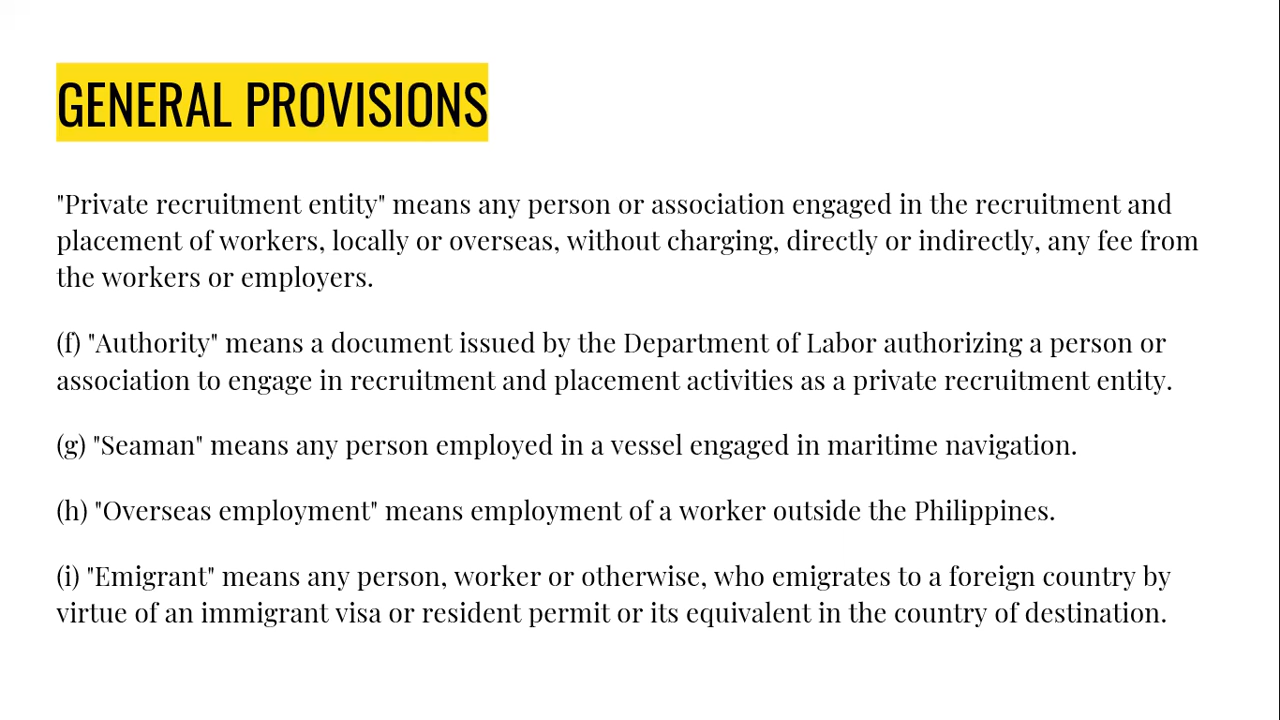 GENERAL PROVISIONS
"Private recruitment entity" means any person or association engaged in the recruitment and
placement of workers, locally or overseas, without charging, directly or indirectly, any fee from
the workers or employers.
(f) "Authority" means a document issued by the Department of Labor authorizing a person or
association to engage in recruitment and placement activities as a private recruitment entity.
(g) "Seaman" means any person employed in a vessel engaged in maritime navigation.
(h) "Overseas employment" means employment of a worker outside the Philippines.
(i) "Emigrant" means any person, worker or otherwise, who emigrates to a foreign country by
virtue of an immigrant visa or resident permit or its equivalent in the country of destination.